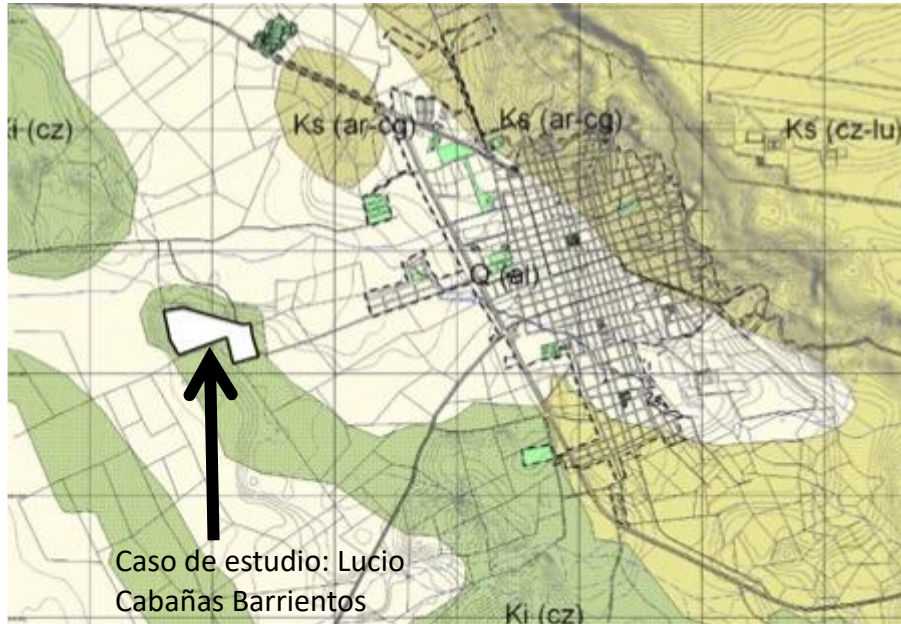 Ki (cz)
Ks (ar-cg)
Ks (ar-cg)
Ks (cz-lu)
Q (al)
Caso de estudio: Lucio
Cabañas Barrientos
Ki (cz)